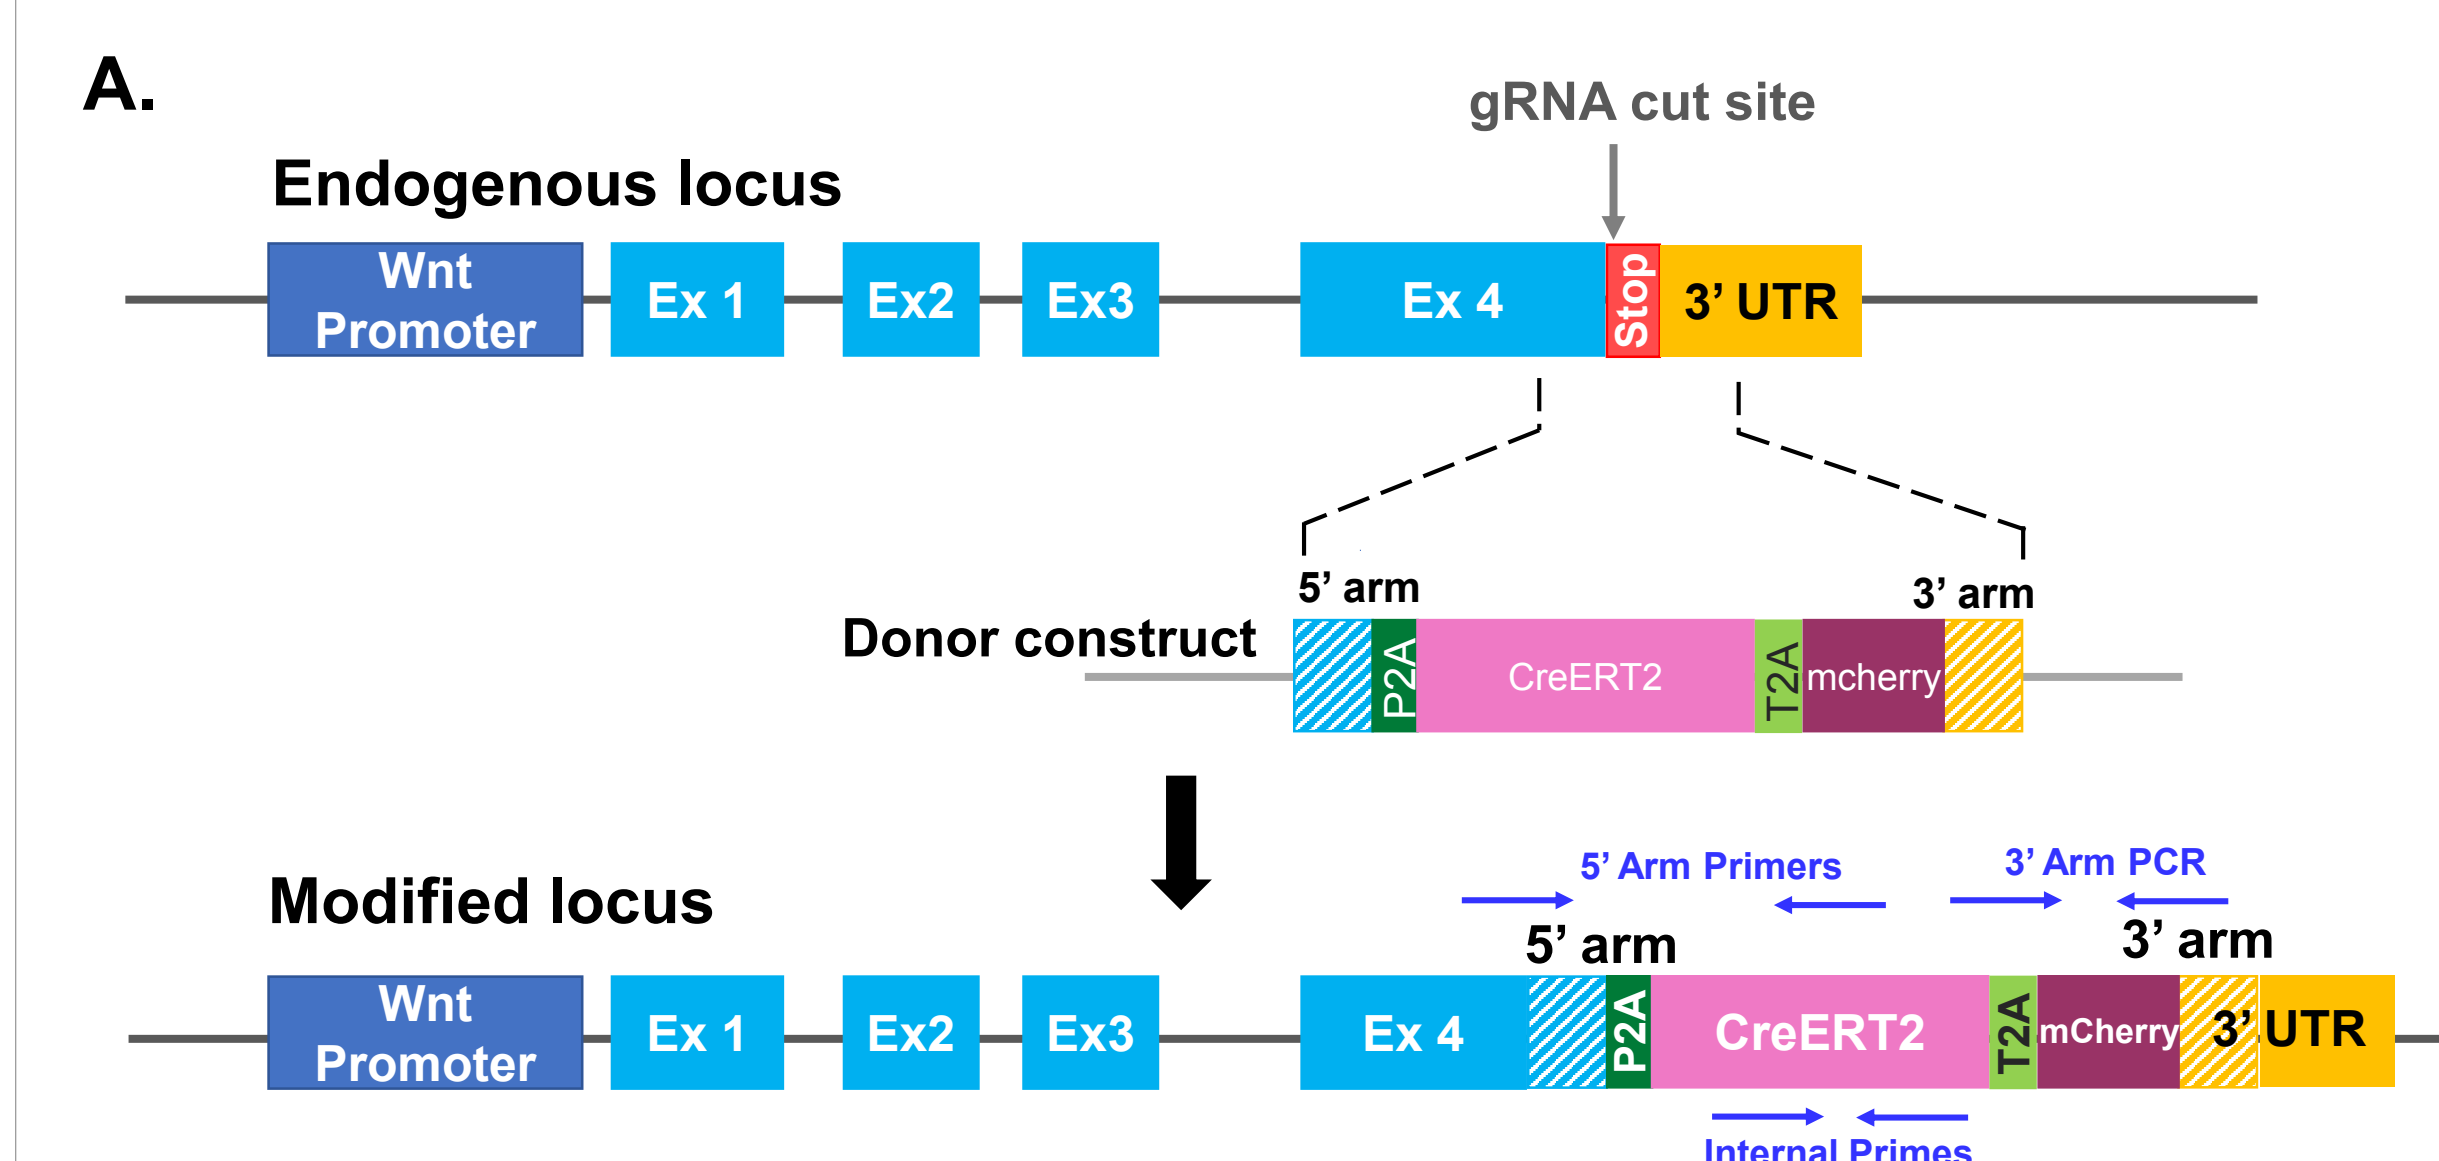 A.
gRNA cut site
Endogenous locus
Wnt
Promoter
Ex 1
Ex2
Ex3
Ex 4
Stop
3’ UTR
5’ arm
3’ arm
Donor construct
P2A
CreERT2
T2A
mcherry
5’ Arm Primers
3’ Arm PCR
Modified locus
5’ arm
3’ arm
Wnt
Promoter
Ex 1
Ex2
Ex3
Ex 4
P2A
CreERT2
T2A
mCherry
3’ UTR
Internal Primes